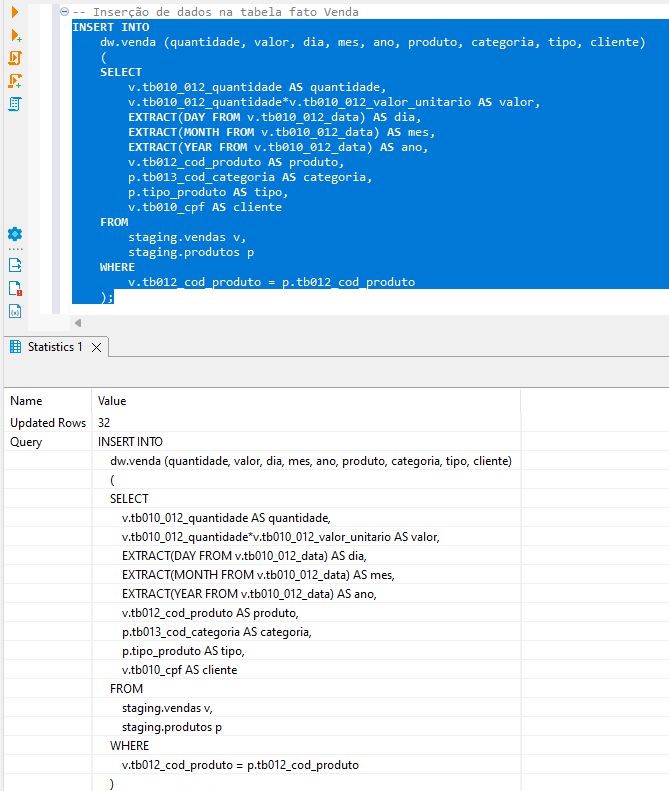 -- Inserção de dados na tabela fato Venda
INSERT INTO
dw.venda (quantidade, valor, dia, mes, ano, produto, categoria, tipo, cliente)
(
SELECT
v.tb010_012_quantidade AS quantidade,
v.tb010_012_quantidade*v.tb010_012_valor_unitario AS valor,
EXTRACT(DAY FROM v.tb010_012_data) AS dia,
EXTRACT(MONTH FROM v.tb010_012_data) AS mes,
EXTRACT(YEAR FROM v.tb010_012_data) AS ano,
v.tb012_cod_produto AS produto,
p.tb013_cod_categoria AS categoria,
p.tipo_produto AS tipo,
v.tb010_cpf AS cliente
FROM
staging.vendas v,
staging.produtos p
WHERE
v.tb012_cod_produto = p.tb012_cod_produto
);
Statistics 1
Name Value
Updated Rows 32
Query INSERT INTO
dw.venda (quantidade, valor, dia, mes, ano, produto, categoria, tipo, cliente)
(
SELECT
v.tb010_012_quantidade AS quantidade,
v.tb010_012_quantidade*v.tb010_012_valor_unitario AS valor,
EXTRACT(DAY FROM v.tb010_012_data) AS dia,
EXTRACT(MONTH FROM v.tb010_012_data) AS mes,
EXTRACT(YEAR FROM v.tb010_012_data) AS ano,
v.tb012_cod_produto AS produto,
p.tb013_cod_categoria AS categoria,
p.tipo_produto AS tipo,
v.tb010_cpf AS cliente
FROM
staging.vendas v,
staging.produtos p
WHERE
v.tb012_cod_produto = p.tb012_cod_produto
)